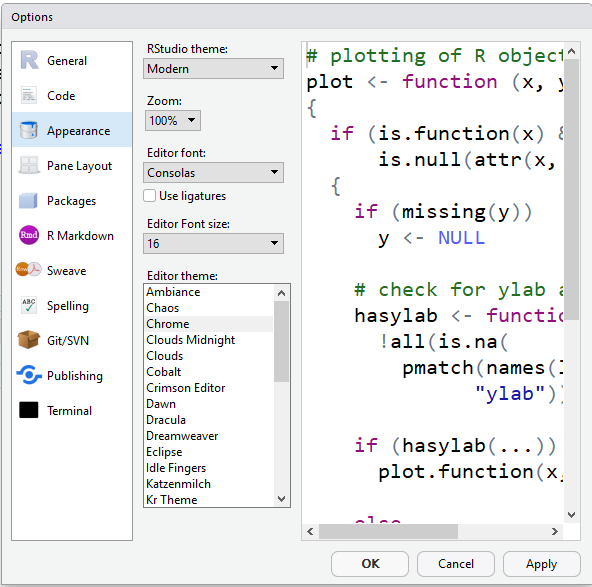 Options
General
Code
Appearance
Pane Layout
Packages
Rmd R Markdown
Rnw Sweave
ABC Spelling
Git/SVN
Publishing
Terminal
RStudio theme:
Modern
Zoom:
100%
Editor font:
Consolas
Use ligatures
Editor Font size:
16
Editor theme:
Ambiance
Chaos
Chrome
Clouds Midnight
Clouds
Cobalt
Crimson Editor
Dawn
Dracula
Dreamweaver
Eclipse
Idle Fingers
Katzenmilch
Kr Theme
# plotting of R object
plot <- function (x, y
{
if (is.function(x) &
is.null(attr(x,
{
if (missing(y))
y <- NULL
# check for ylab a
hasylab <- functio
!all(is.na(
pmatch(names(l
"ylab"))
if (hasylab(...))
plot.function(x,
else
OK
Cancel
Apply